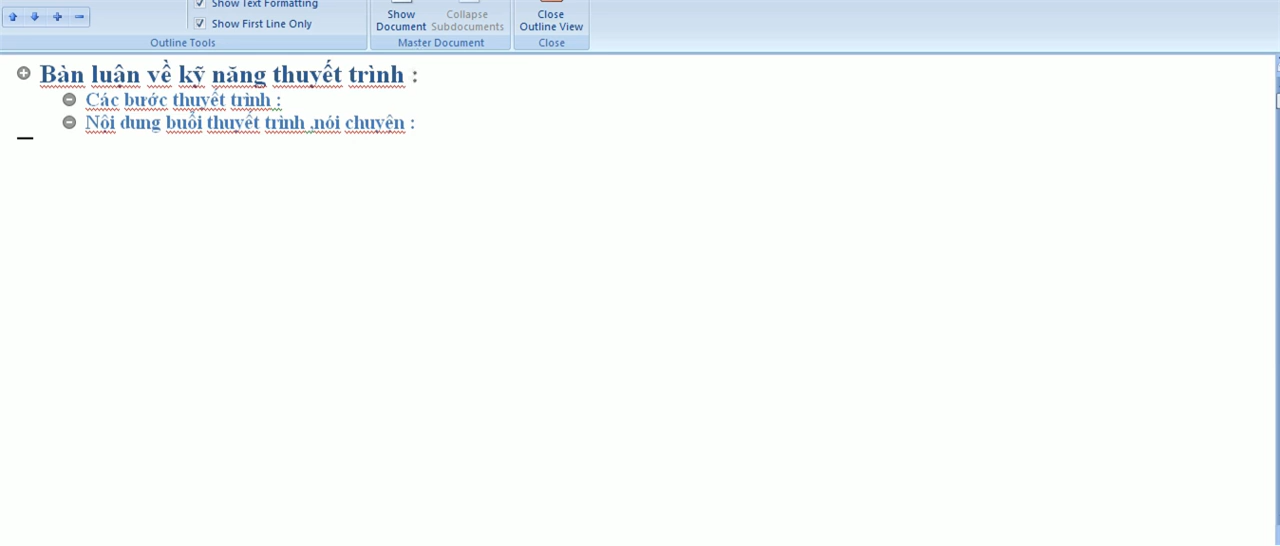 Show Text Formatting
Show First Line Only
Outline Tools
Show Document
Collapse Subdocuments
Master Document
Close Outline View
Close
Bàn luận về kỹ năng thuyết trình :
Các bước thuyết trình :
Nội dung buổi thuyết trình ,nói chuyện :